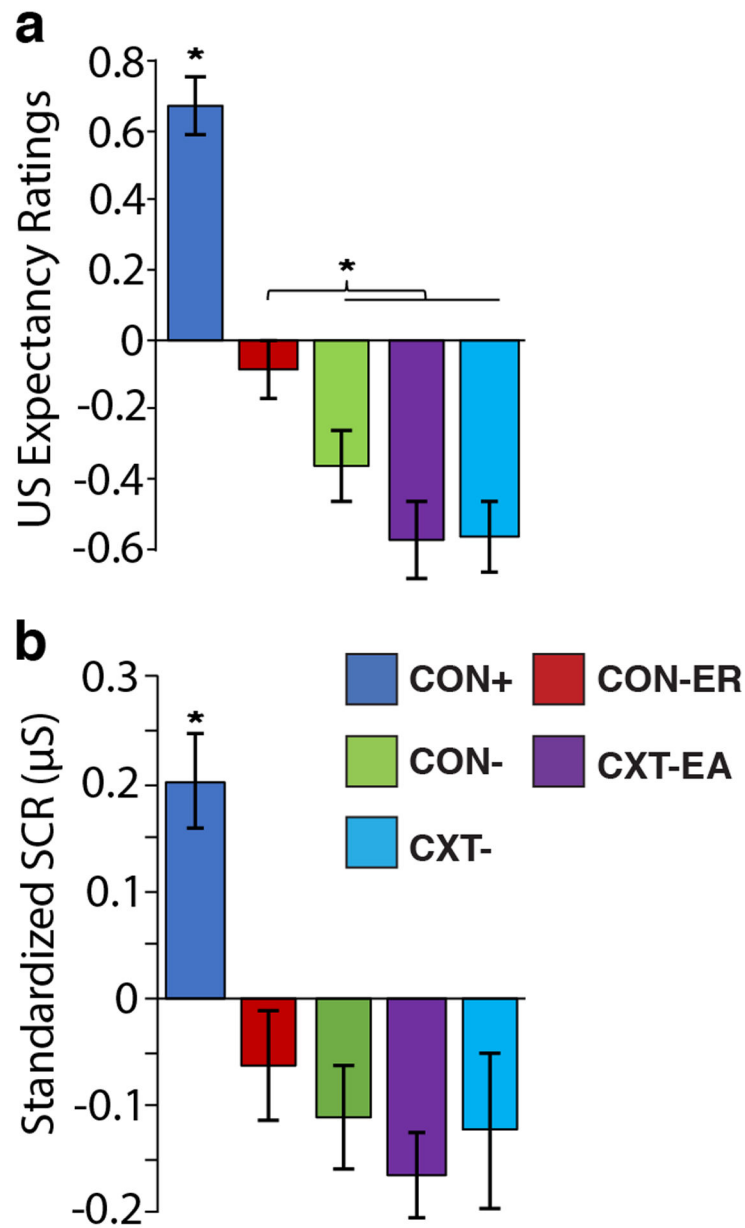 a
US Expectancy Ratings
*
0.8
0.6
0.4
0.2
*
0
-0.2
-0.4
-0.6
b
Standardized SCR (µS)
0.3
CON+ CON-ER
*
0.2
CON- CXT-EA
CXT-
0.1
0
-0.1
-0.2